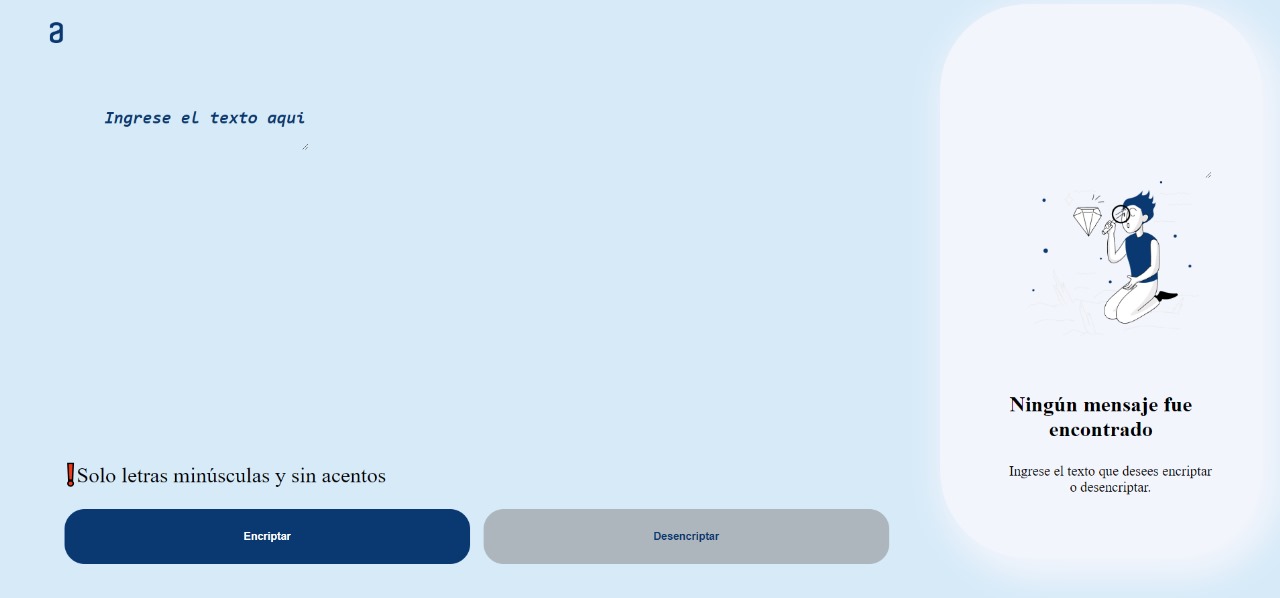 a
Ingrese el texto aqui
❗Solo letras minúsculas y sin acentos
Encriptar
Desencriptar
Ningún mensaje fue
encontrado
Ingrese el texto que desees encriptar
o desencriptar.